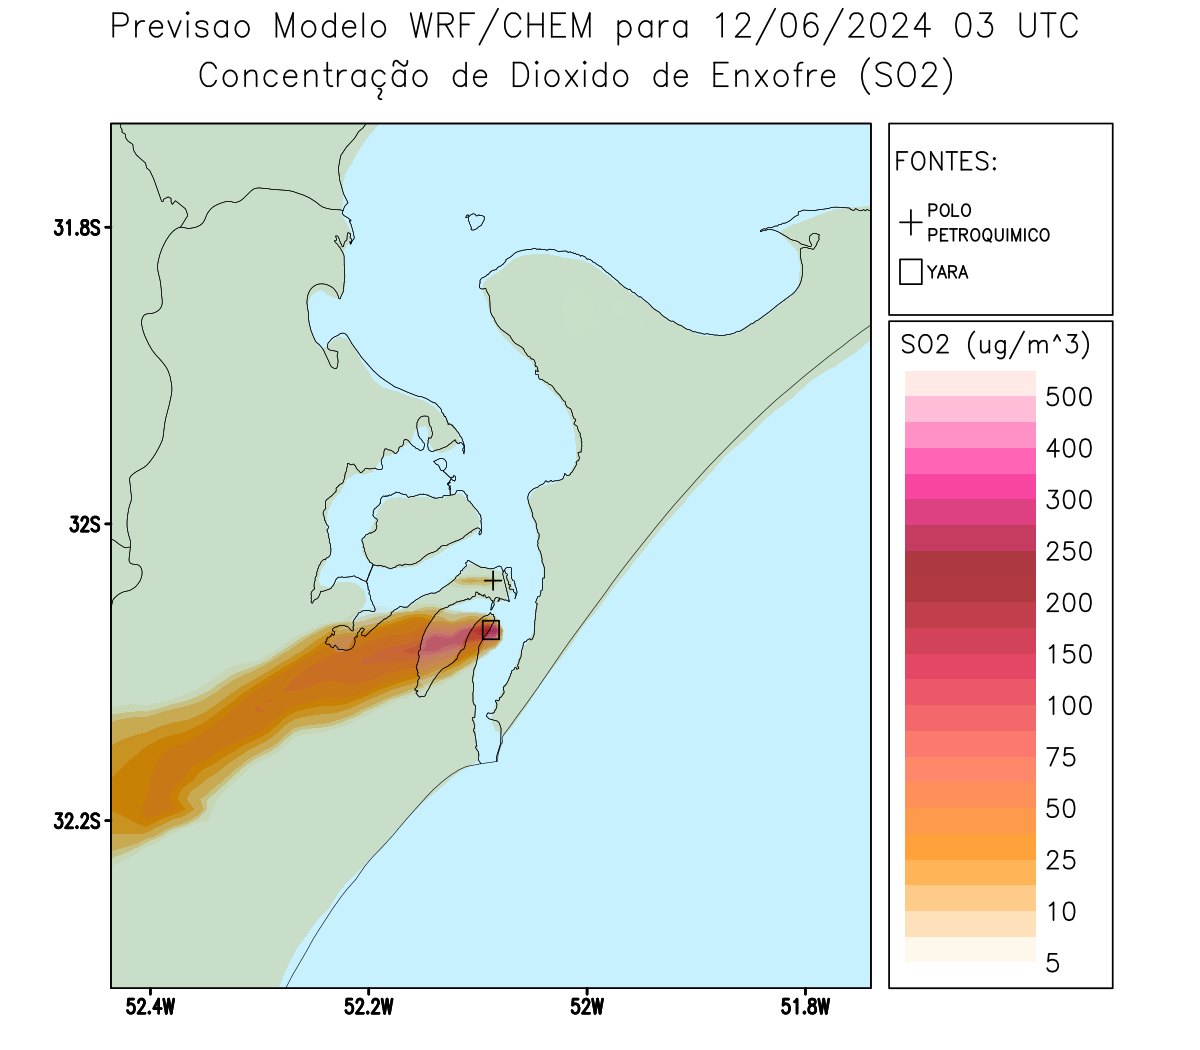 Previsao Modelo WRF/CHEM para 12/06/2024 03 UTC
Concentração de Dioxido de Enxofre (SO2)
FONTES:
POLO
PETROQUIMICO
YARA
SO2 (ug/m^3)
500
400
300
250
200
150
100
75
50
25
10
5
31.8S
32S
32.2S
52.4W
52.2W
52W
51.8W